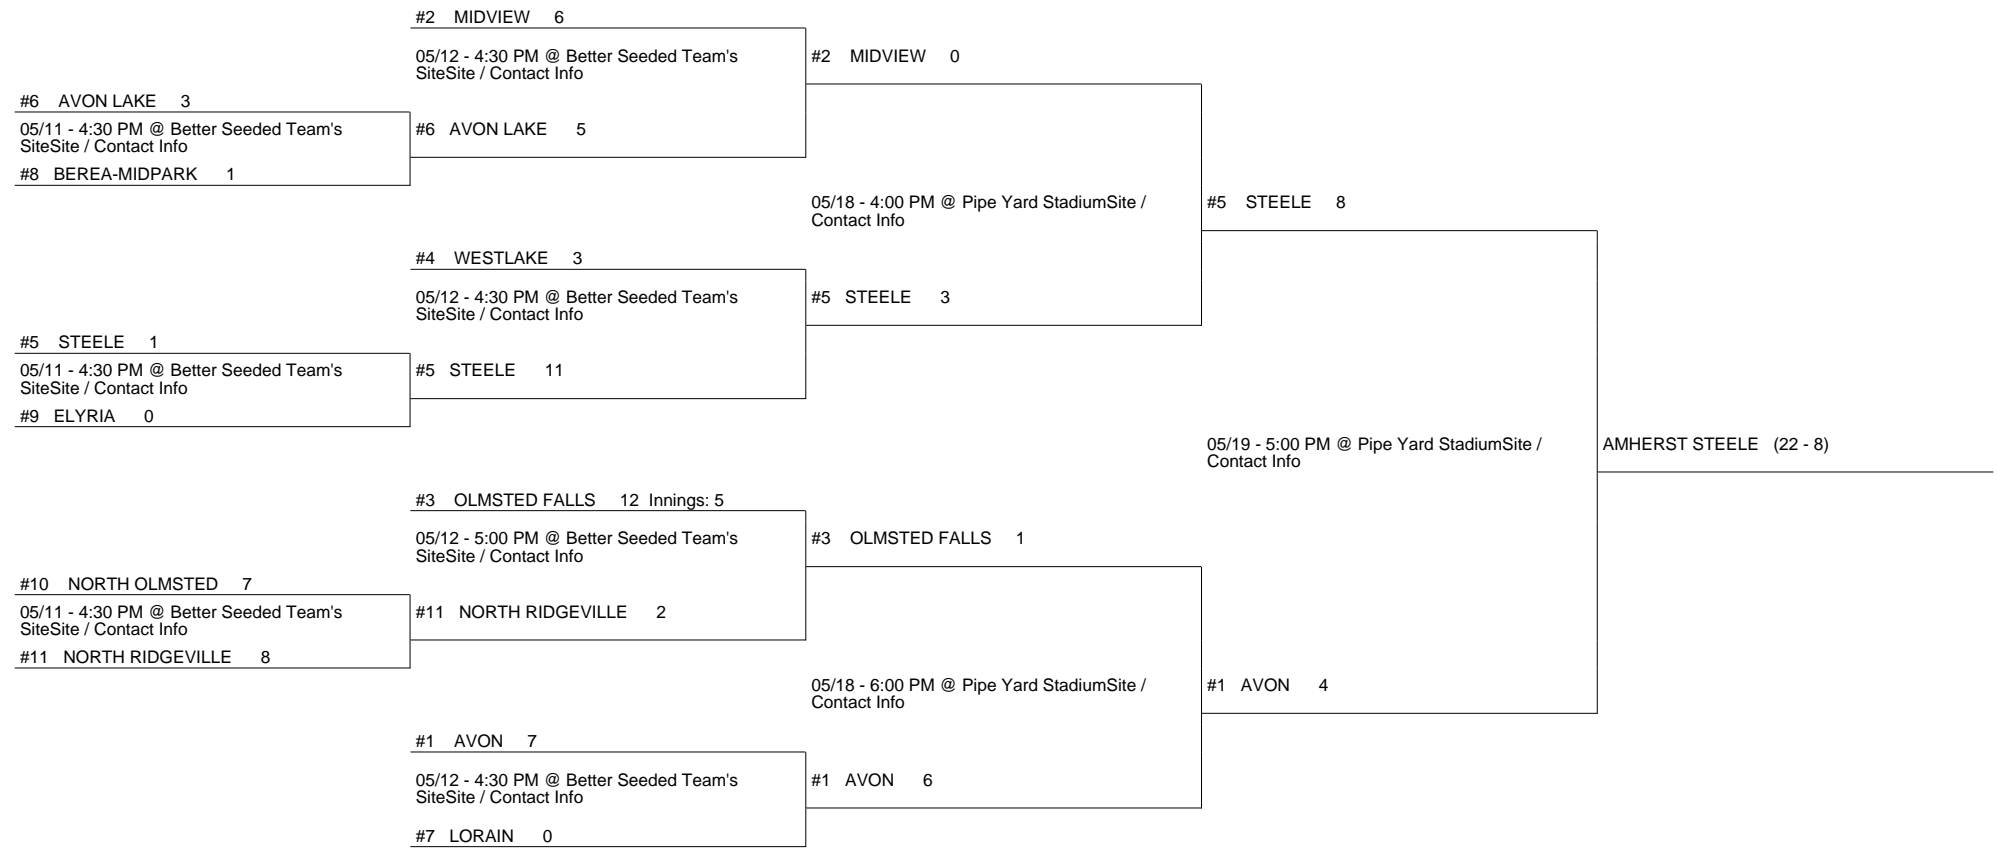 #2 MIDVIEW 6
05/12 - 4:30 PM @ Better Seeded Team's
SiteSite / Contact Info
#2 MIDVIEW 0
#6 AVON LAKE 3
05/11 - 4:30 PM @ Better Seeded Team's
SiteSite / Contact Info
#6 AVON LAKE 5
#8 BEREA-MIDPARK 1
05/18 - 4:00 PM @ Pipe Yard StadiumSite /
Contact Info
#5 STEELE 8
#4 WESTLAKE 3
05/12 - 4:30 PM @ Better Seeded Team's
SiteSite / Contact Info
#5 STEELE 3
#5 STEELE 1
05/11 - 4:30 PM @ Better Seeded Team's
SiteSite / Contact Info
#5 STEELE 11
#9 ELYRIA 0
05/19 - 5:00 PM @ Pipe Yard StadiumSite /
Contact Info
AMHERST STEELE (22 - 8)
#3 OLMSTED FALLS 12 Innings: 5
05/12 - 5:00 PM @ Better Seeded Team's
SiteSite / Contact Info
#3 OLMSTED FALLS 1
#10 NORTH OLMSTED 7
05/11 - 4:30 PM @ Better Seeded Team's
SiteSite / Contact Info
#11 NORTH RIDGEVILLE 2
#11 NORTH RIDGEVILLE 8
05/18 - 6:00 PM @ Pipe Yard StadiumSite /
Contact Info
#1 AVON 4
#1 AVON 7
05/12 - 4:30 PM @ Better Seeded Team's
SiteSite / Contact Info
#1 AVON 6
#7 LORAIN 0